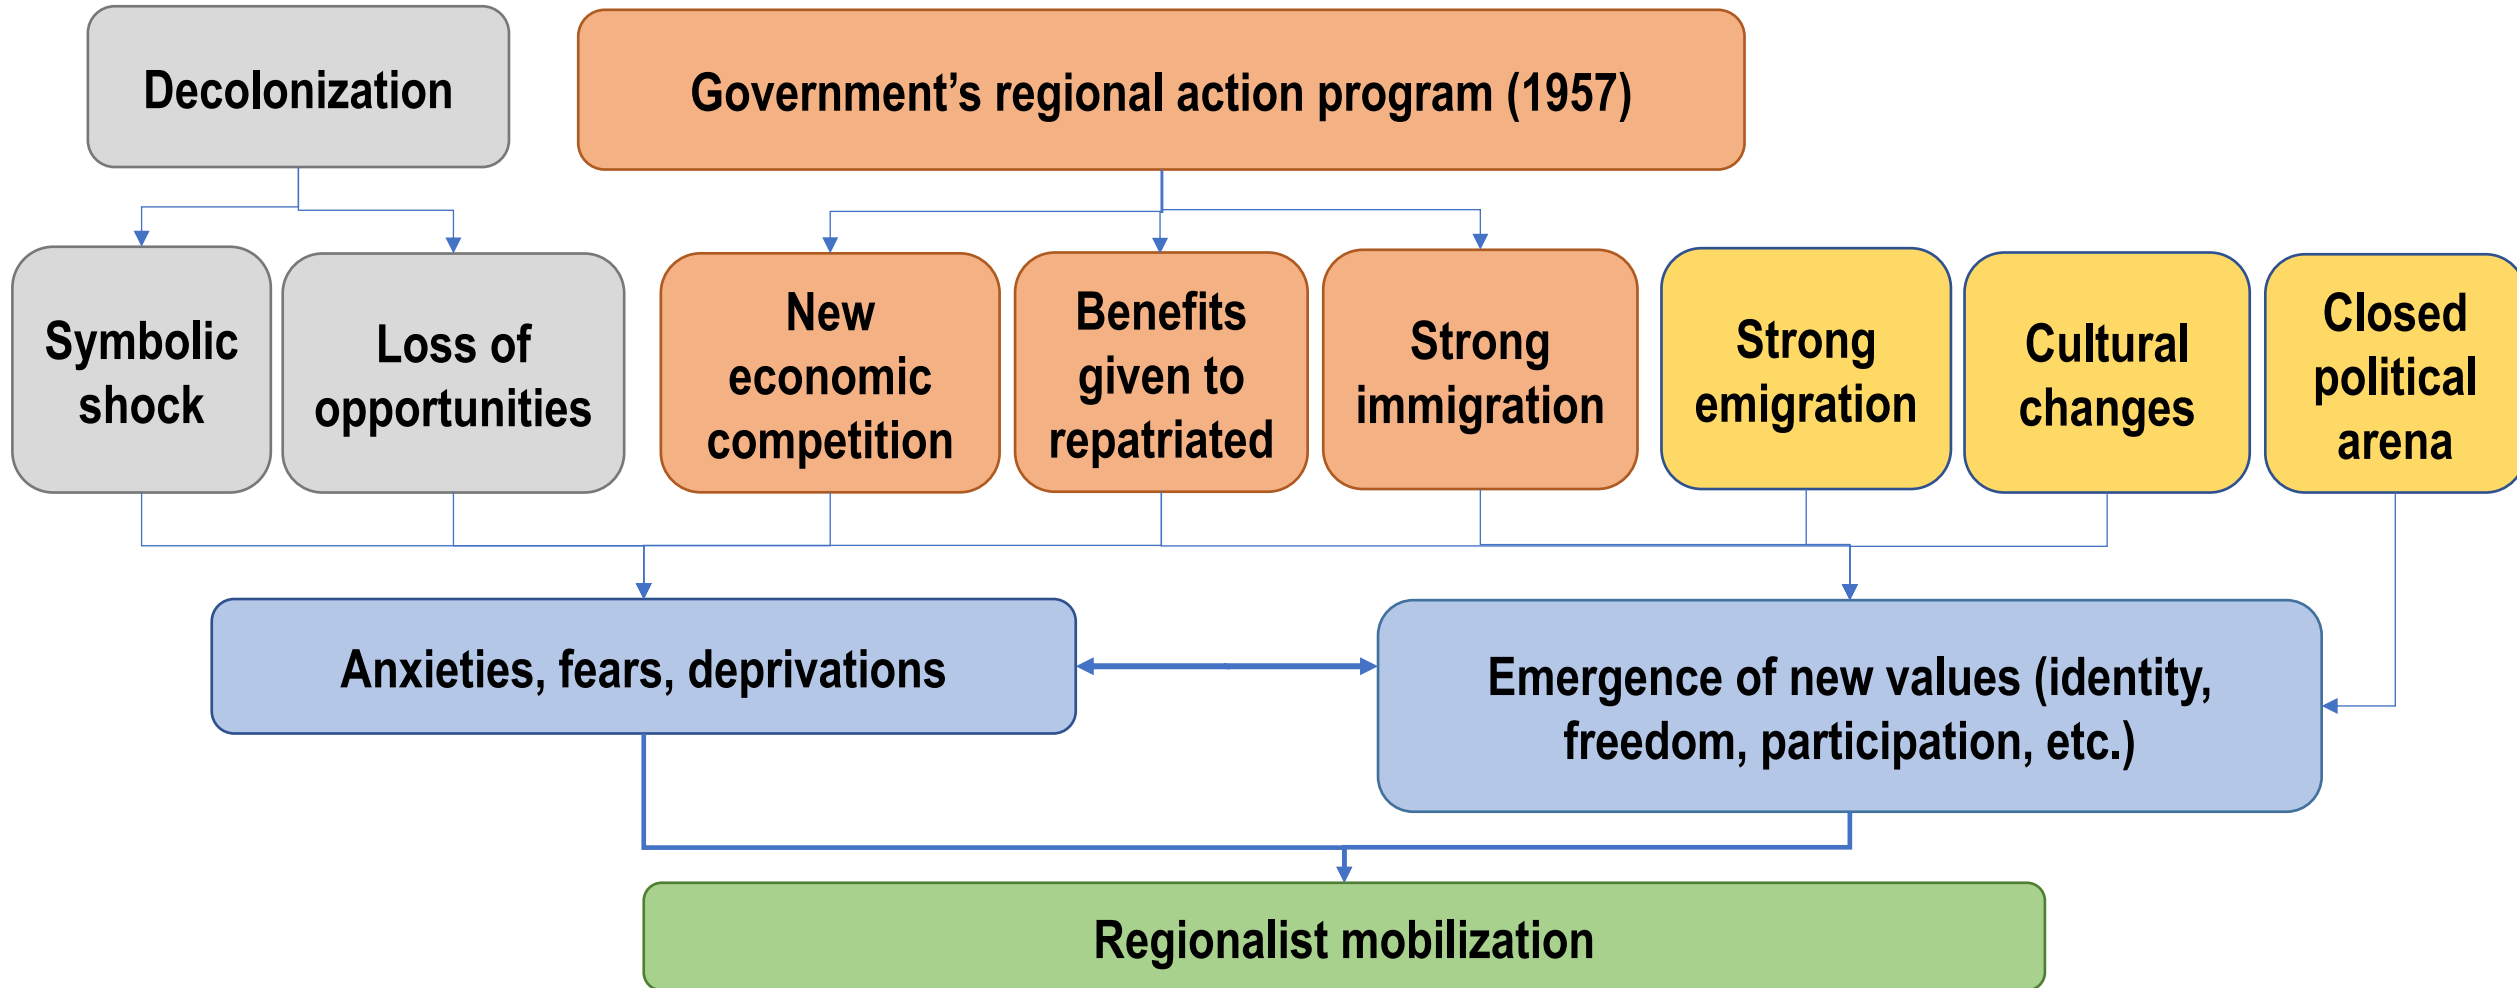 Decolonization
Government's regional action program (1957)
Symbolic
shock
Loss of
opportunities
New
economic
competition
Benefits
given to
repatriated
Strong
immigration
Strong
emigration
Cultural
changes
Closed
political
arena
Anxieties, fears, deprivations
Emergence of new values (identity,
freedom, participation, etc.)
Regionalist mobilization